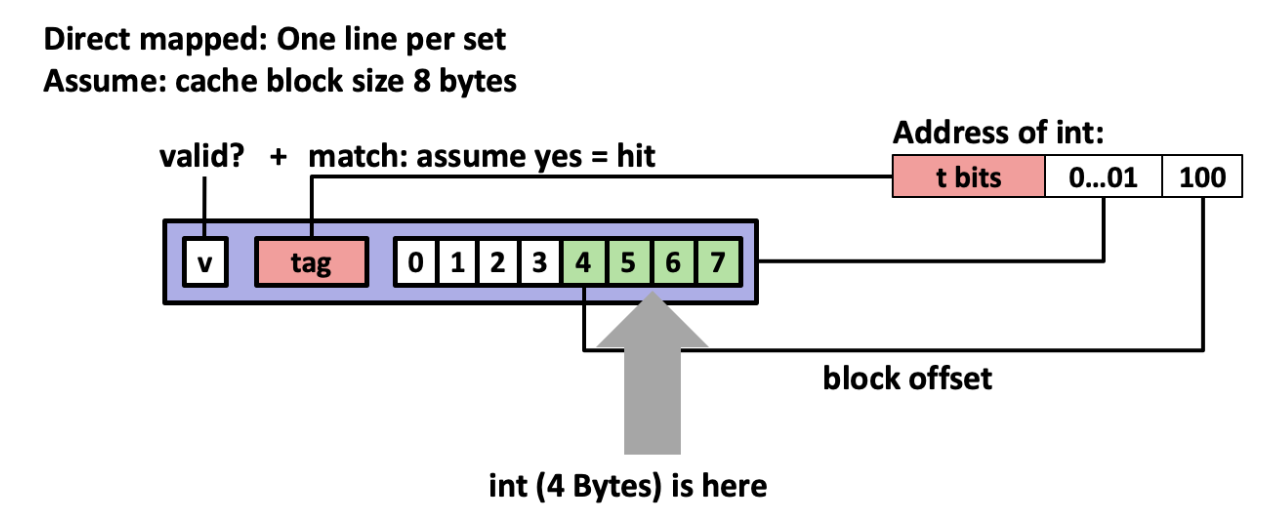 Direct mapped: One line per set
Assume: cache block size 8 bytes
Address of int:
valid? + match: assume yes = hit
t bits 0...01 100
v tag 0 1 2 3 4 5 6 7
block offset
int (4 Bytes) is here